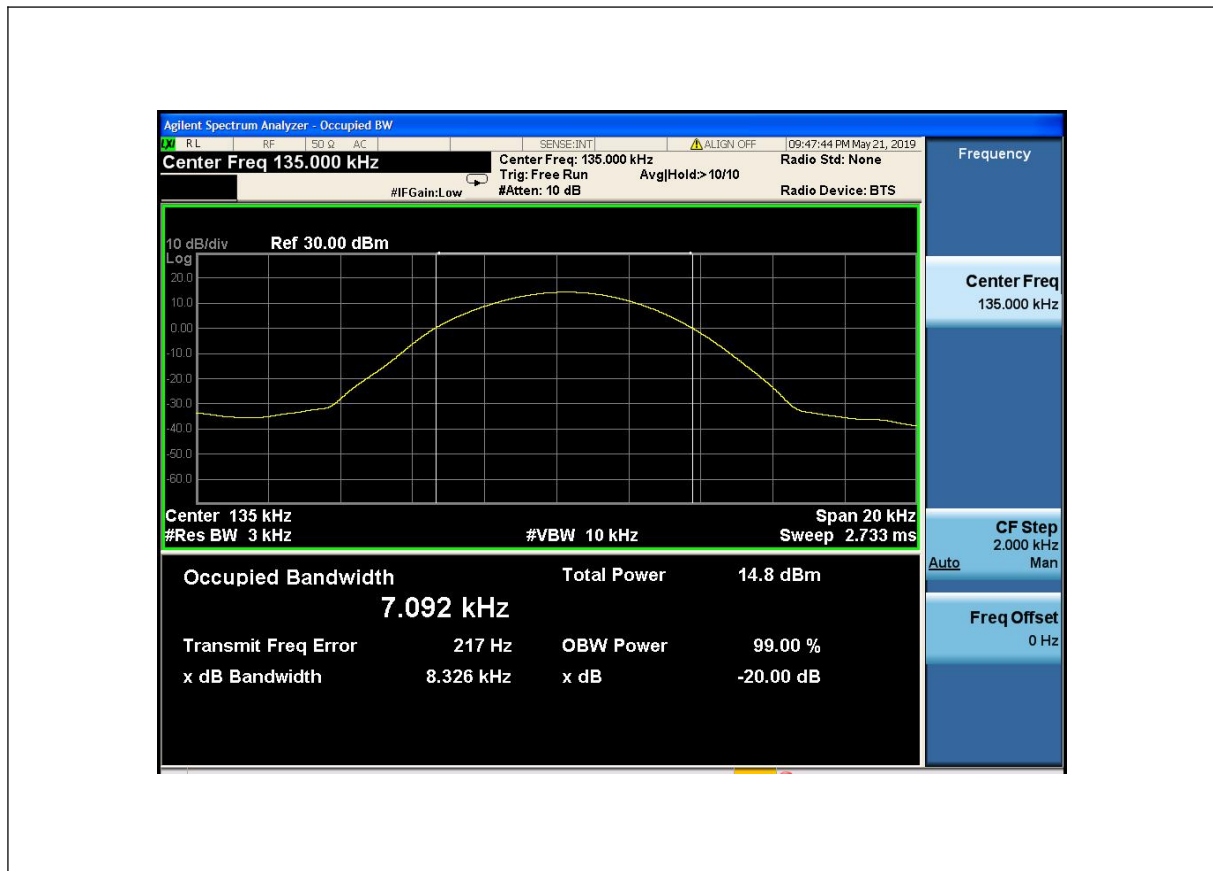 Agilent Spectrum Analyzer - Occupied BW
LXI RL RF 50 Ω AC SENSE:INT ALIGN OFF 09:47:44 PM May 21, 2019
Center Freq 135.000 kHz
Center Freq: 135.000 kHz
Radio Std: None
Trig: Free Run Avg|Hold:> 10/10
#IFGain:Low #Atten: 10 dB Radio Device: BTS
10 dB/div Ref 30.00 dBm
Log
20.0
10.0
0.00
-10.0
-20.0
-30.0
-40.0
-50.0
-60.0
Center 135 kHz Span 20 kHz
#Res BW 3 kHz #VBW 10 kHz Sweep 2.733 ms
Occupied Bandwidth Total Power 14.8 dBm
7.092 kHz
Transmit Freq Error 217 Hz OBW Power 99.00 %
x dB Bandwidth 8.326 kHz x dB -20.00 dB
Frequency
Center Freq
135.000 kHz
CF Step
2.000 kHz
Auto Man
Freq Offset
0 Hz